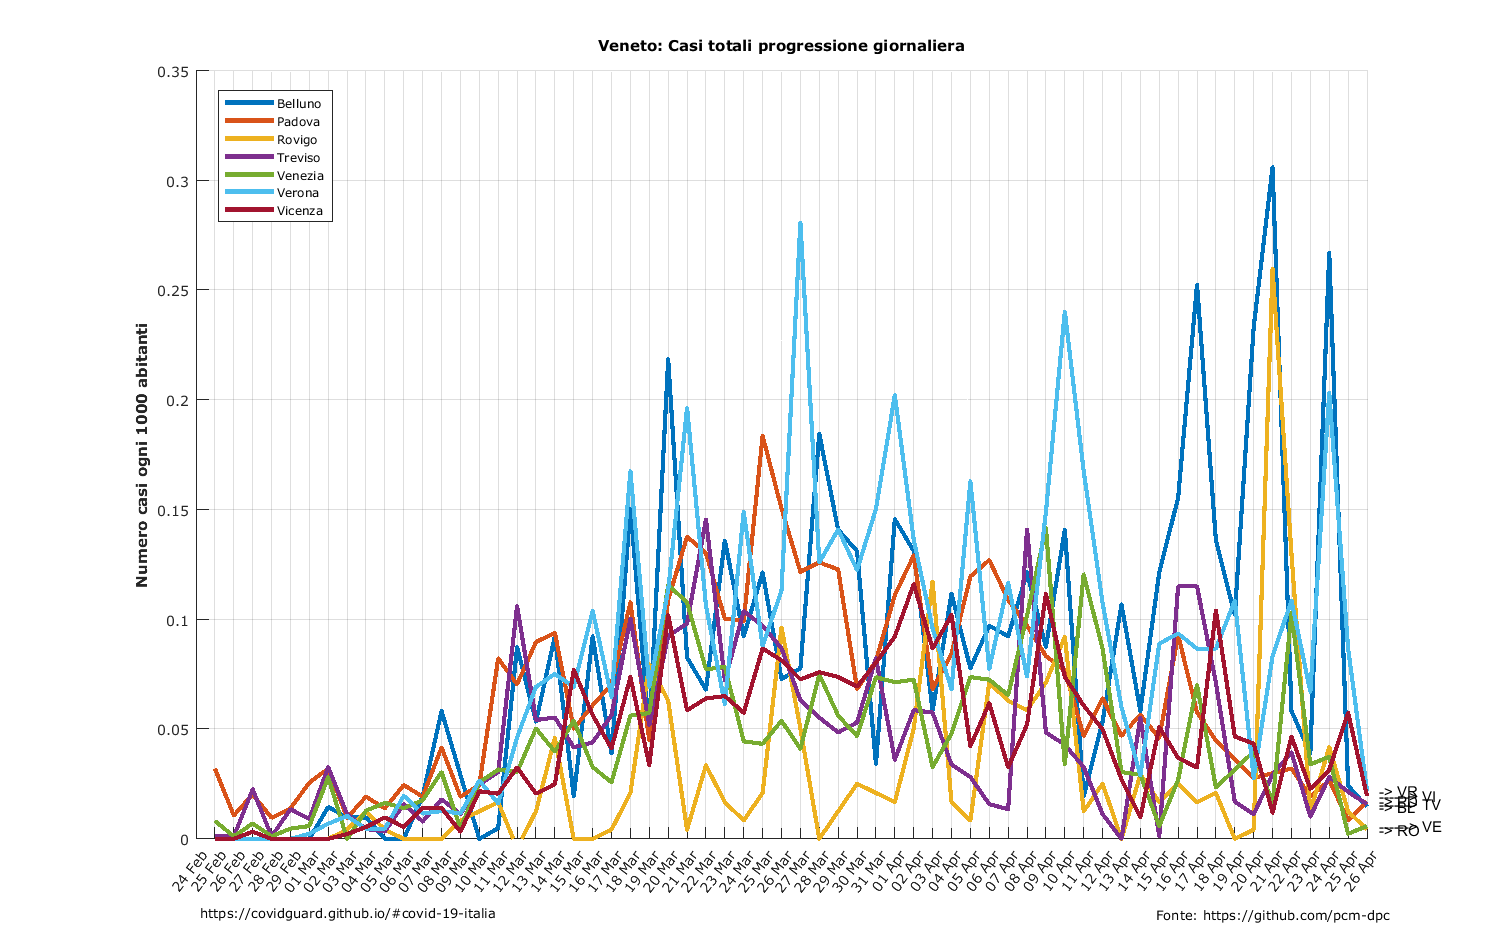 Veneto: Casi totali progressione giornaliera
Numero casi ogni 1000 abitanti
0.35
0.3
0.25
0.2
0.15
0.1
0.05
0
Belluno
Padova
Rovigo
Treviso
Venezia
Verona
Vicenza
-> VR
VI
TV
BL
VE
-> RO
24 Feb
25 Feb
26 Feb
27 Feb
28 Feb
29 Feb
01 Mar
02 Mar
03 Mar
04 Mar
05 Mar
06 Mar
07 Mar
08 Mar
09 Mar
10 Mar
11 Mar
12 Mar
13 Mar
14 Mar
15 Mar
16 Mar
17 Mar
18 Mar
19 Mar
20 Mar
21 Mar
22 Mar
23 Mar
24 Mar
25 Mar
26 Mar
27 Mar
28 Mar
29 Mar
30 Mar
31 Mar
01 Apr
02 Apr
03 Apr
04 Apr
05 Apr
06 Apr
07 Apr
08 Apr
09 Apr
10 Apr
11 Apr
12 Apr
13 Apr
14 Apr
15 Apr
16 Apr
17 Apr
18 Apr
19 Apr
20 Apr
21 Apr
22 Apr
23 Apr
24 Apr
25 Apr
26 Apr
https://covidguard.github.io/#covid-19-italia
Fonte: https://github.com/pcm-dpc